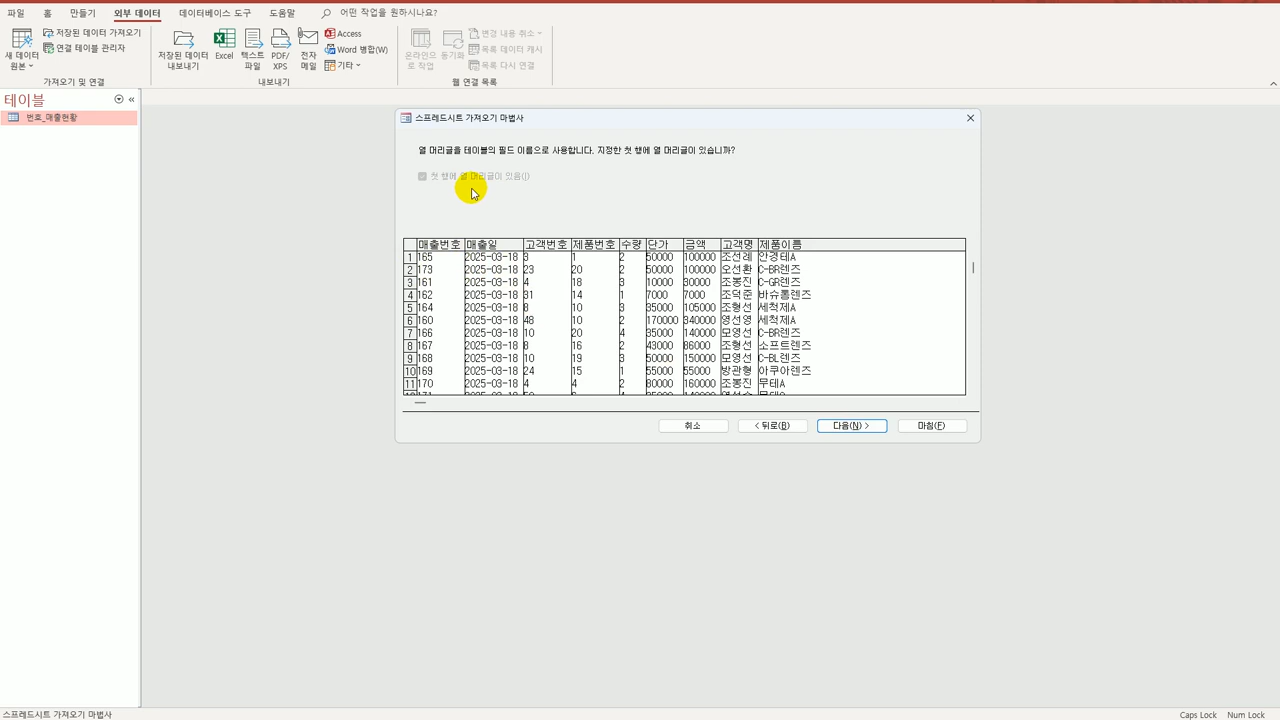 파일 홈 만들기 외부 데이터 데이터베이스 도구 도움말 어떤 작업을 원하시나요?
새 데이터 원본
저장된 데이터 가져오기
연결 테이블 관리자
가져오기 및 연결
저장된 데이터 내보내기
Excel
텍스트 파일
PDF/ XPS
전자 메일
Access
Word 병합(W)
기타
내보내기
온라인으로 작업
동기화
변경 내용 취소
목록 데이터 캐시
목록 다시 연결
웹 연결 목록
테이블
번호_매출현황
스프레드시트 가져오기 마법사
열 머리글을 테이블의 필드 이름으로 사용합니다. 지정한 첫 행에 열 머리글이 있습니까?
첫 행에 열 머리글이 있음(I)
매출번호 매출일 고객번호 제품번호 수량 단가 금액 고객명 제품이름
1 165 2025-03-18 3 1 2 50000 100000 조선례 안경테A
2 173 2025-03-18 23 20 2 50000 100000 오선환 C-BR렌즈
3 161 2025-03-18 4 18 3 10000 30000 조봉진 C-GR렌즈
4 162 2025-03-18 31 14 1 7000 7000 조덕준 바슈롬렌즈
5 164 2025-03-18 8 10 3 35000 105000 조형선 세척제A
6 160 2025-03-18 48 10 2 170000 340000 영선영 세척제A
7 166 2025-03-18 10 20 4 35000 140000 모영선 C-BR렌즈
8 167 2025-03-18 8 16 2 43000 86000 조형선 소프트렌즈
9 168 2025-03-18 10 19 3 50000 150000 모영선 C-BL렌즈
10 169 2025-03-18 24 15 1 55000 55000 방관형 아쿠아렌즈
11 170 2025-03-18 4 4 2 80000 160000 조봉진 무테A
취소 < 뒤로(B) 다음(N) > 마침(F)
스프레드시트 가져오기 마법사
Caps Lock Num Lock